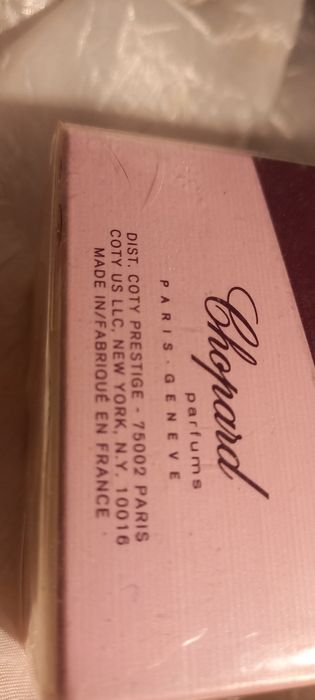 Chopard
parfums
PARIS · GENEVE
DIST. COTY PRESTIGE - 75002 PARIS
COTY US LLC, NEW YORK, N.Y. 10016
MADE IN/FABRIQUÉ EN FRANCE